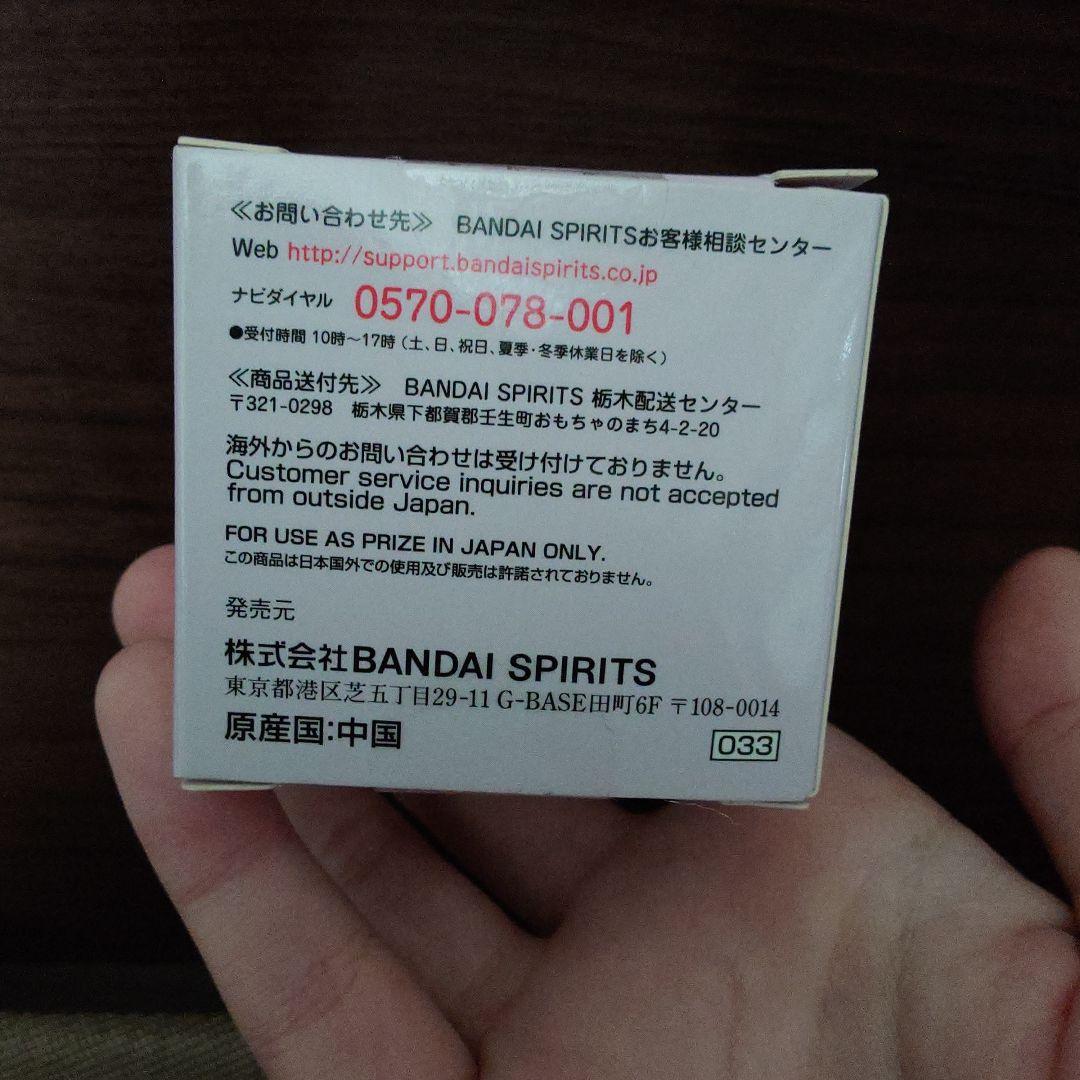 ≪お問い合わせ先≫ BANDAI SPIRITSお客様相談センター
Web http://support.bandaispirits.co.jp
ナビダイヤル 0570-078-001
●受付時間 10時〜17時(土、日、祝日、夏季・冬季休業日を除く)
≪商品送付先≫ BANDAI SPIRITS 栃木配送センター
〒321-0298 栃木県下都賀郡壬生町おもちゃのまち4-2-20
海外からのお問い合わせは受け付けておりません。
Customer service inquiries are not accepted
from outside Japan.
FOR USE AS PRIZE IN JAPAN ONLY.
この商品は日本国外での使用及び販売は許諾されておりません。
発売元
株式会社BANDAI SPIRITS
東京都港区芝五丁目29-11 G-BASE田町6F 〒108-0014
原産国:中国
033